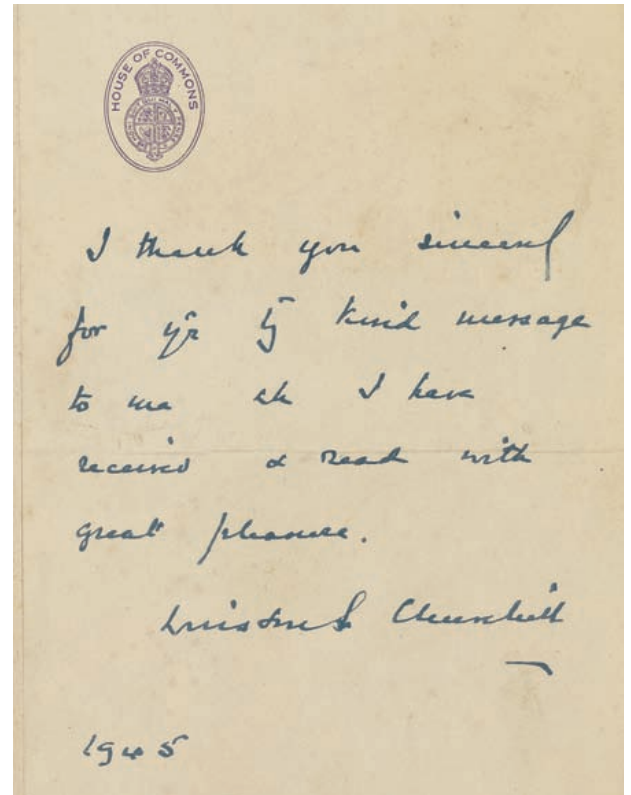 HOUSE OF COMMONS
I thank you sincerely
for yr vy kind message
to me wh I have
received & read with
great pleasure.
Winston S Churchill
1945